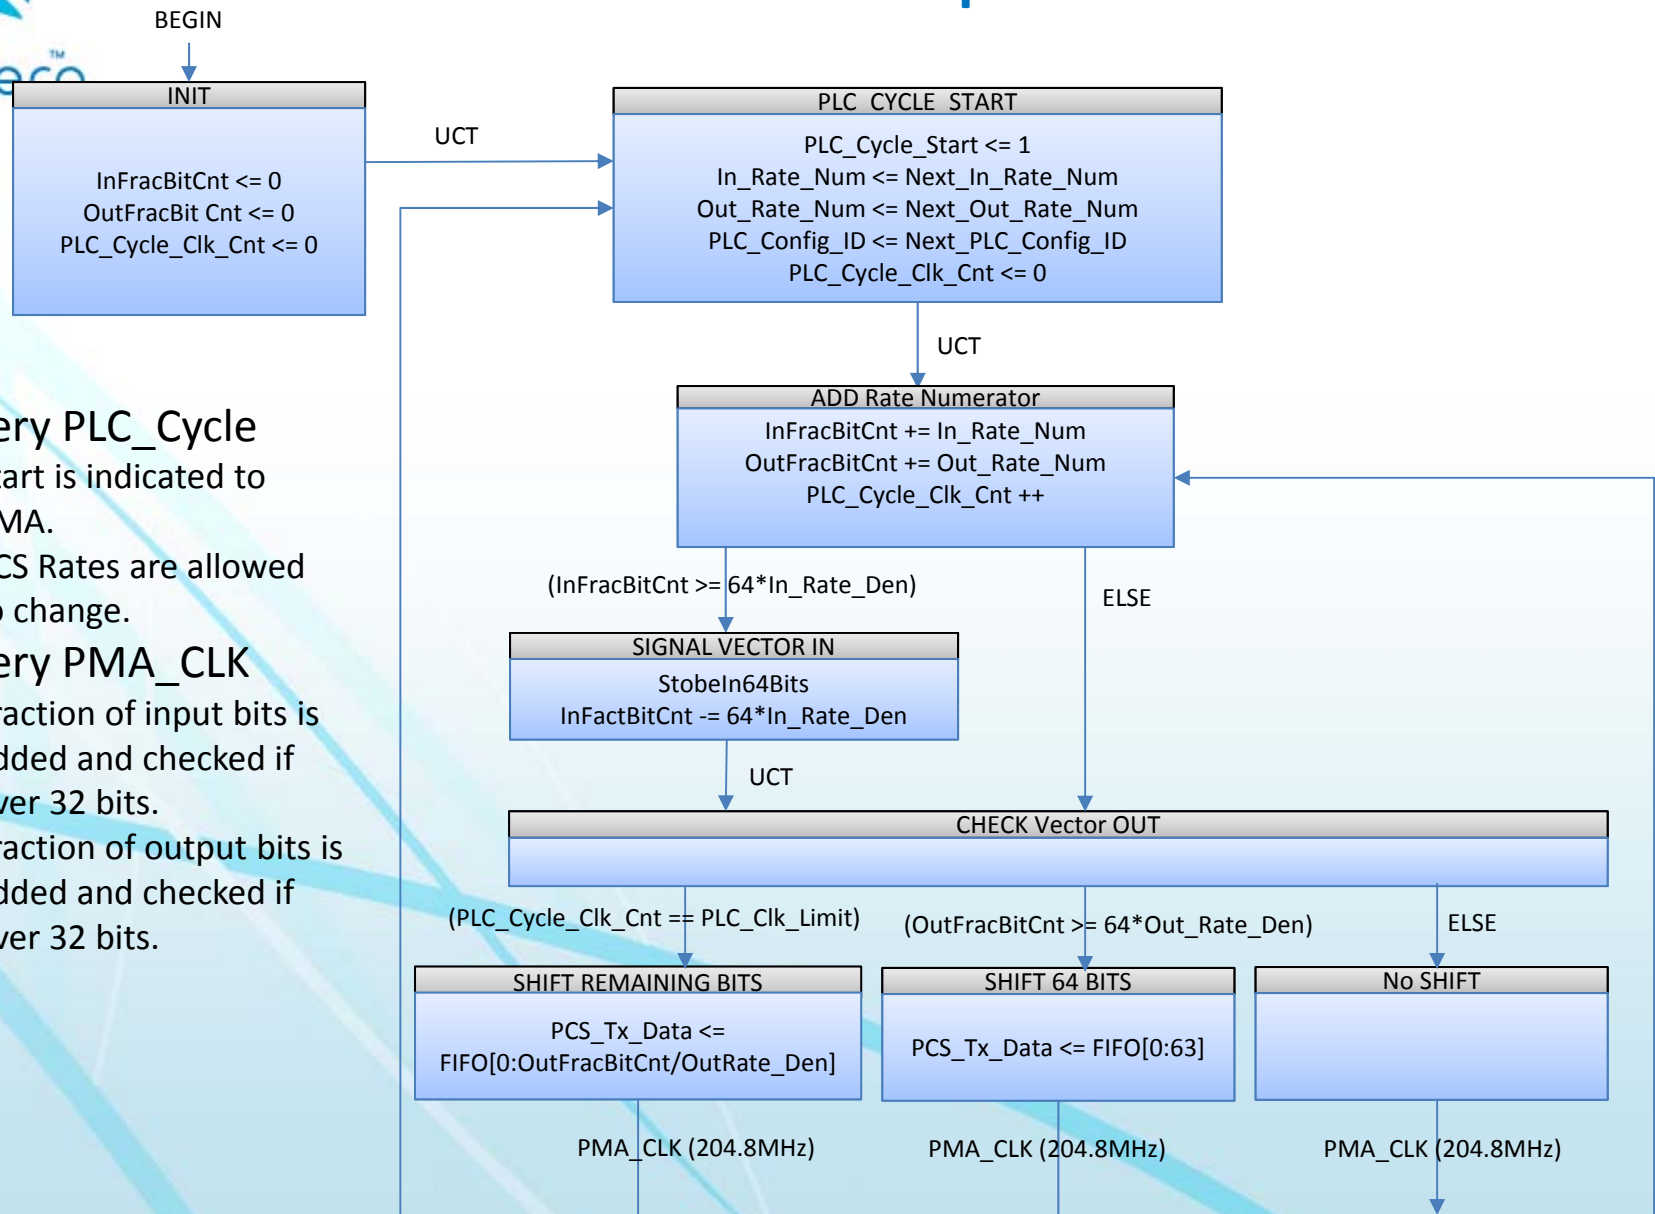 BEGIN
TM
eco
INIT
InFracBitCnt <= 0
OutFracBit Cnt <= 0
PLC_Cycle_Clk_Cnt <= 0
UCT
PLC_CYCLE_START
PLC_Cycle_Start <= 1
In_Rate_Num <= Next_In_Rate_Num
Out_Rate_Num <= Next_Out_Rate_Num
PLC_Config_ID <= Next_PLC_Config_ID
PLC_Cycle_Clk_Cnt <= 0
UCT
ADD Rate Numerator
InFracBitCnt += In_Rate_Num
OutFracBitCnt += Out_Rate_Num
PLC_Cycle_Clk_Cnt ++
ery PLC_Cycle
tart is indicated to
MA.
CS Rates are allowed
o change.
ery PMA_CLK
raction of input bits is
dded and checked if
ver 32 bits.
raction of output bits is
dded and checked if
ver 32 bits.
(InFracBitCnt >= 64*In_Rate_Den)
ELSE
SIGNAL VECTOR IN
StobeIn64Bits
InFactBitCnt -= 64*In_Rate_Den
UCT
CHECK Vector OUT
(PLC_Cycle_Clk_Cnt == PLC_Clk_Limit)
(OutFracBitCnt >= 64*Out_Rate_Den)
ELSE
SHIFT REMAINING BITS
PCS_Tx_Data <=
FIFO[0:OutFracBitCnt/OutRate_Den]
SHIFT 64 BITS
PCS_Tx_Data <= FIFO[0:63]
No SHIFT
PMA_CLK (204.8MHz)
PMA_CLK (204.8MHz)
PMA_CLK (204.8MHz)